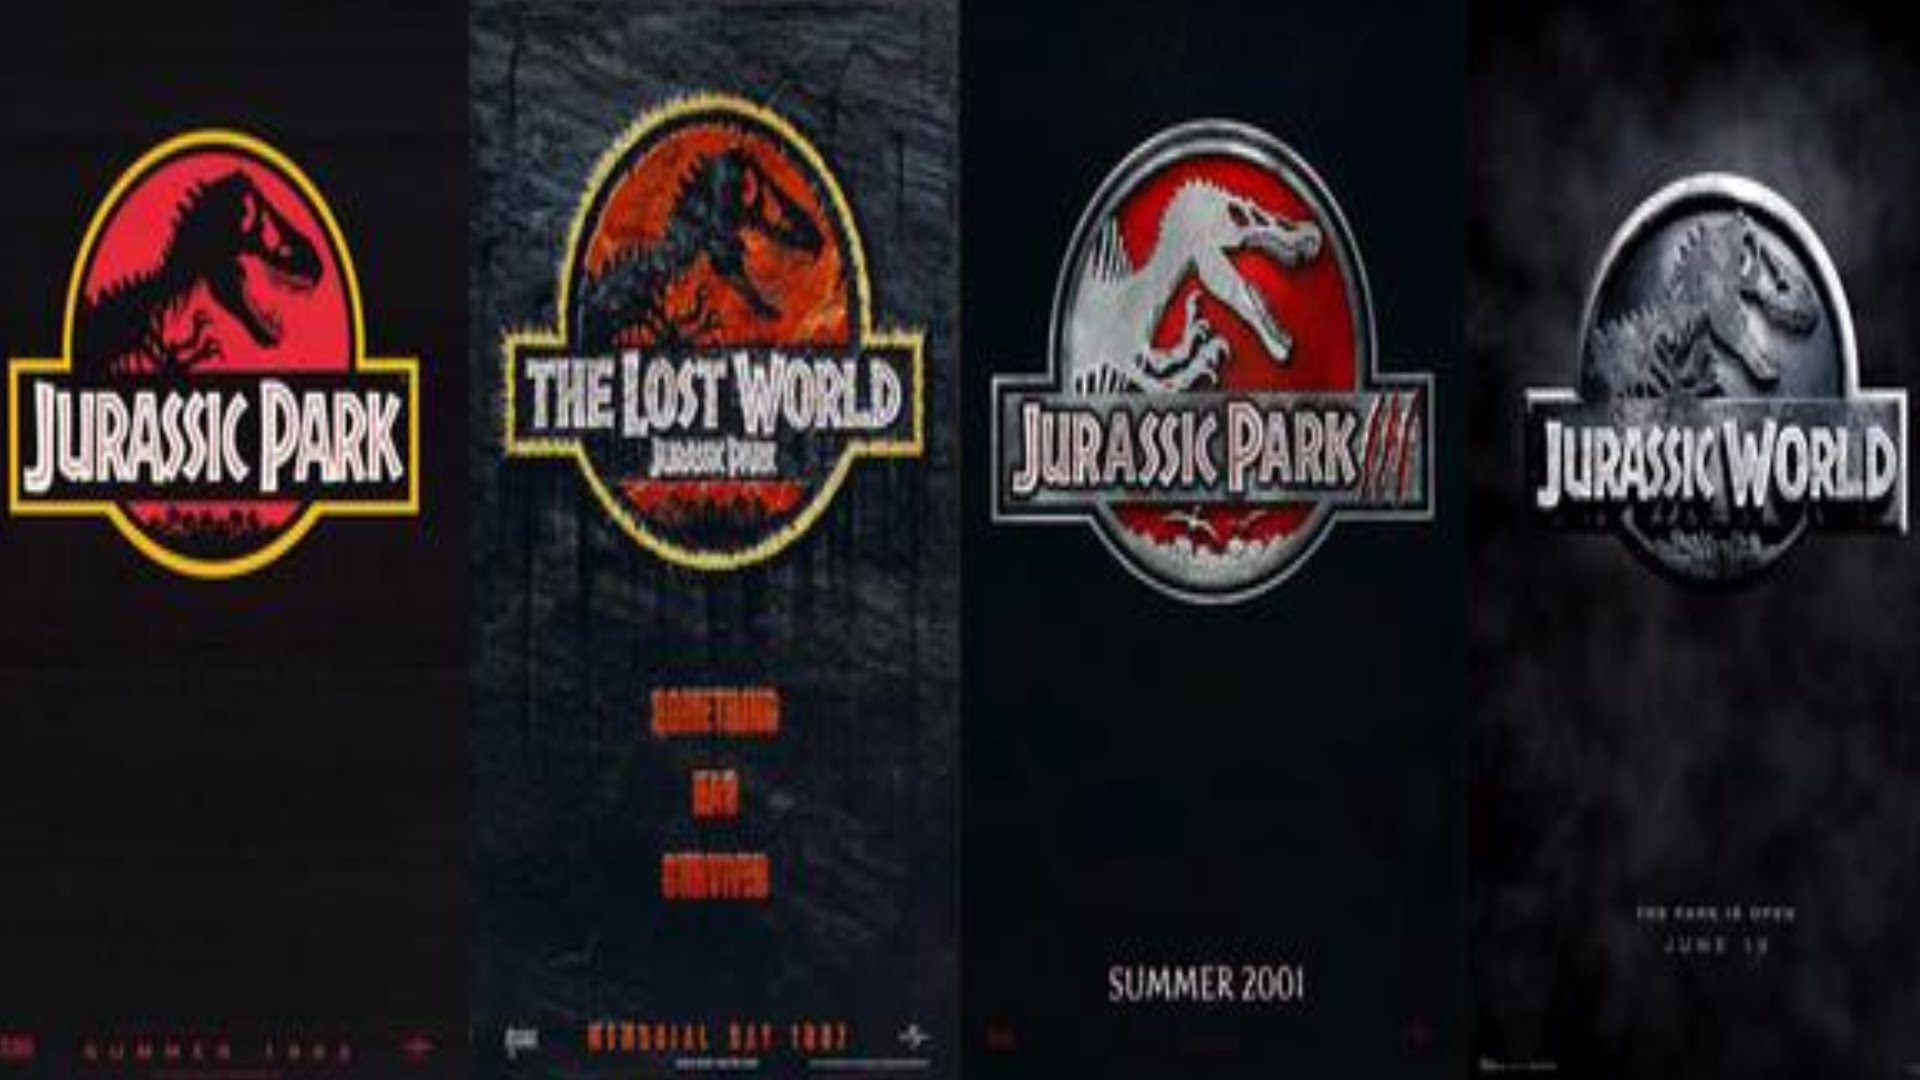 JURASSIC PARK
SUMMER 1993
THE LOST WORLD
JURASSIC PARK
SOMETHING
HAS
SURVIVED
MEMORIAL DAY 1997
JURASSIC PARK III
SUMMER 2001
JURASSIC WORLD
THE PARK IS OPEN
JUNE 12